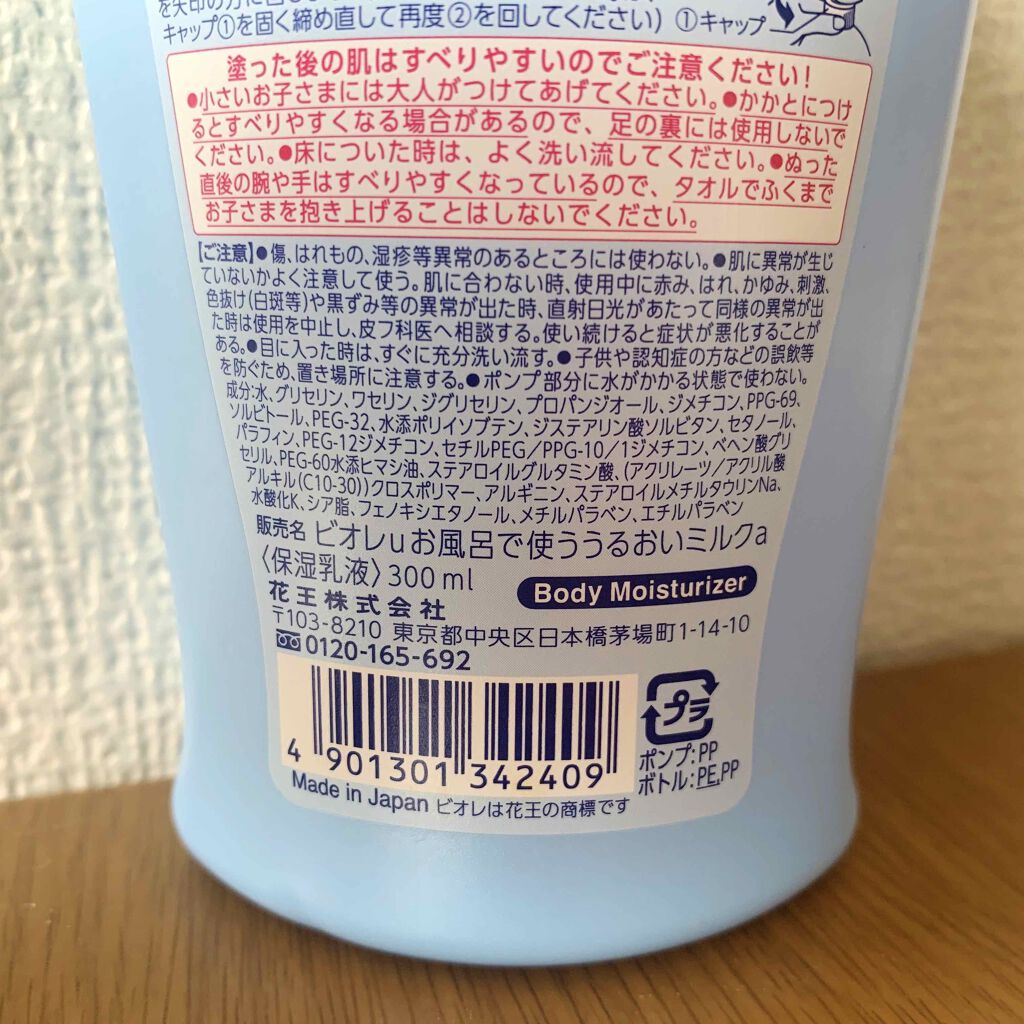 キャップ①を固く締め直して再度②を回してください) ①キャップ
塗った後の肌はすべりやすいのでご注意ください!
●小さいお子さまには大人がつけてあげてください。●かかとにつけ
るとすべりやすくなる場合があるので、足の裏には使用しないで
ください。●床についた時は、よく洗い流してください。●ぬった
直後の腕や手はすべりやすくなっているので、タオルでふくまで
お子さまを抱き上げることはしないでください。
【ご注意】●傷、はれもの、湿疹等異常のあるところには使わない。●肌に異常が生じ
ていないかよく注意して使う。肌に合わない時、使用中に赤み、はれ、かゆみ、刺激、
色抜け(白斑等)や黒ずみ等の異常が出た時、直射日光があたって同様の異常が出
た時は使用を中止し、皮フ科医へ相談する。使い続けると症状が悪化することが
ある。●目に入った時は、すぐに充分洗い流す。●子供や認知症の方などの誤飲等
を防ぐため、置き場所に注意する。●ポンプ部分に水がかかる状態で使わない。
成分:水、グリセリン、ワセリン、ジグリセリン、プロパンジオール、ジメチコン、PPG-69、
ソルビトール、PEG-32、水添ポリイソブテン、ジステアリン酸ソルビタン、セタノール、
パラフィン、PEG-12ジメチコン、セチルPEG/PPG-10/1ジメチコン、ベヘン酸グリ
セリル、PEG-60水添ヒマシ油、ステアロイルグルタミン酸、(アクリレーツ/アクリル酸
アルキル(C10-30))クロスポリマー、アルギニン、ステアロイルメチルタウリンNa、
水酸化K、シア脂、フェノキシエタノール、メチルパラベン、エチルパラベン
販売名 ビオレuお風呂で使ううるおいミルクa
〈保湿乳液〉300ml
Body Moisturizer
花王株式会社
〒103-8210 東京都中央区日本橋茅場町1-14-10
0120-165-692
4 901301 342409
プラ
ポンプ:PP
ボトル:PE,PP
Made in Japan ビオレは花王の商標です